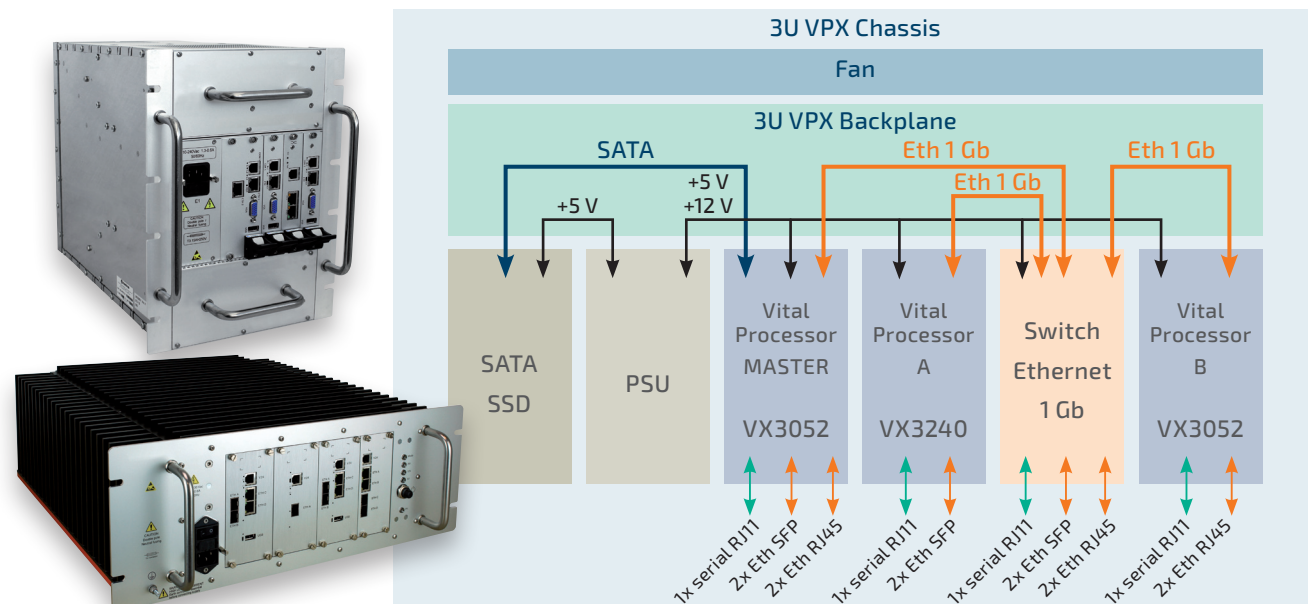 3U VPX Chassis
Fan
3U VPX Backplane
SATA
Eth 1 Gb
Eth 1 Gb
Eth 1 Gb
+5 V
+5 V
+12 V
SATA
SSD
PSU
Vital
Processor
MASTER
VX3052
Vital
Processor
A
VX3240
Switch
Ethernet
1 Gb
Vital
Processor
B
VX3052
1x serial RJ11
2x Eth SFP
2x Eth RJ45
1x serial RJ11
2x Eth SFP
1x serial RJ11
2x Eth SFP
2x Eth RJ45
1x serial RJ11
2x Eth RJ45
CAUTION